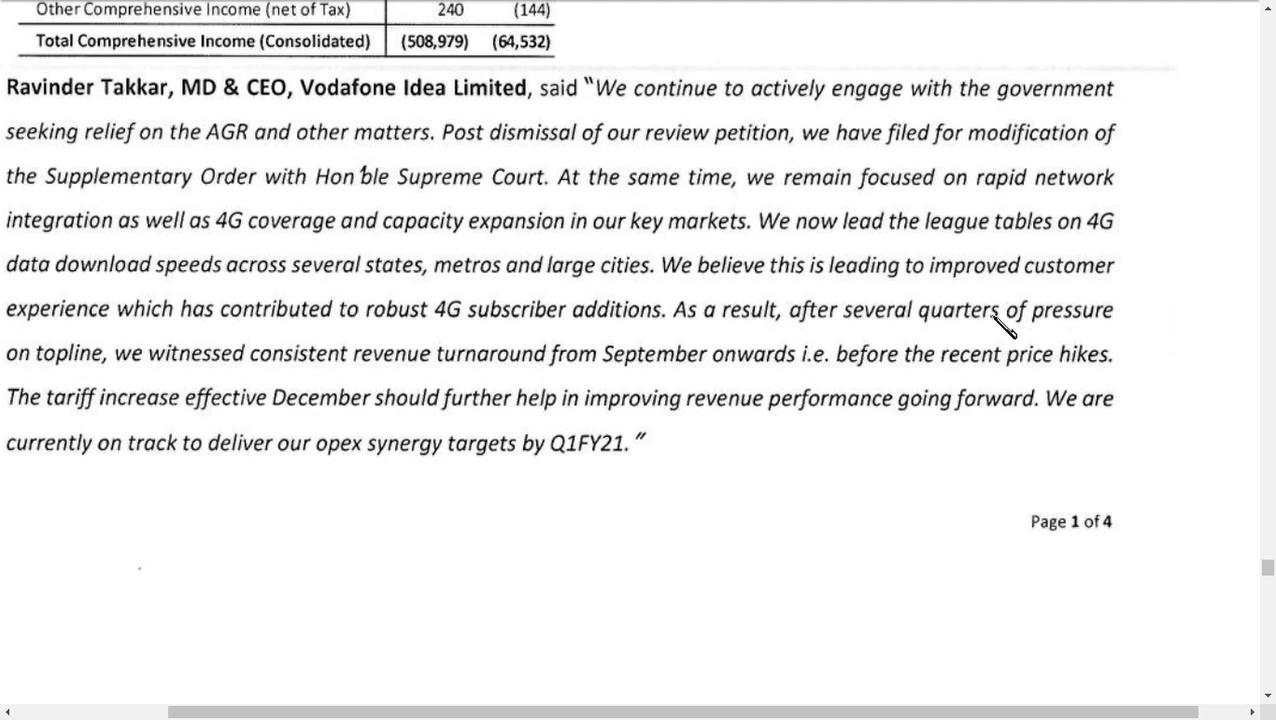 Other Comprehensive Income (net of Tax) 240 (144)
Total Comprehensive Income (Consolidated) (508,979) (64,532)
Ravinder Takkar, MD & CEO, Vodafone Idea Limited, said "We continue to actively engage with the government
seeking relief on the AGR and other matters. Post dismissal of our review petition, we have filed for modification of
the Supplementary Order with Hon'ble Supreme Court. At the same time, we remain focused on rapid network
integration as well as 4G coverage and capacity expansion in our key markets. We now lead the league tables on 4G
data download speeds across several states, metros and large cities. We believe this is leading to improved customer
experience which has contributed to robust 4G subscriber additions. As a result, after several quarters of pressure
on topline, we witnessed consistent revenue turnaround from September onwards i.e. before the recent price hikes.
The tariff increase effective December should further help in improving revenue performance going forward. We are
currently on track to deliver our opex synergy targets by Q1FY21."
Page 1 of 4